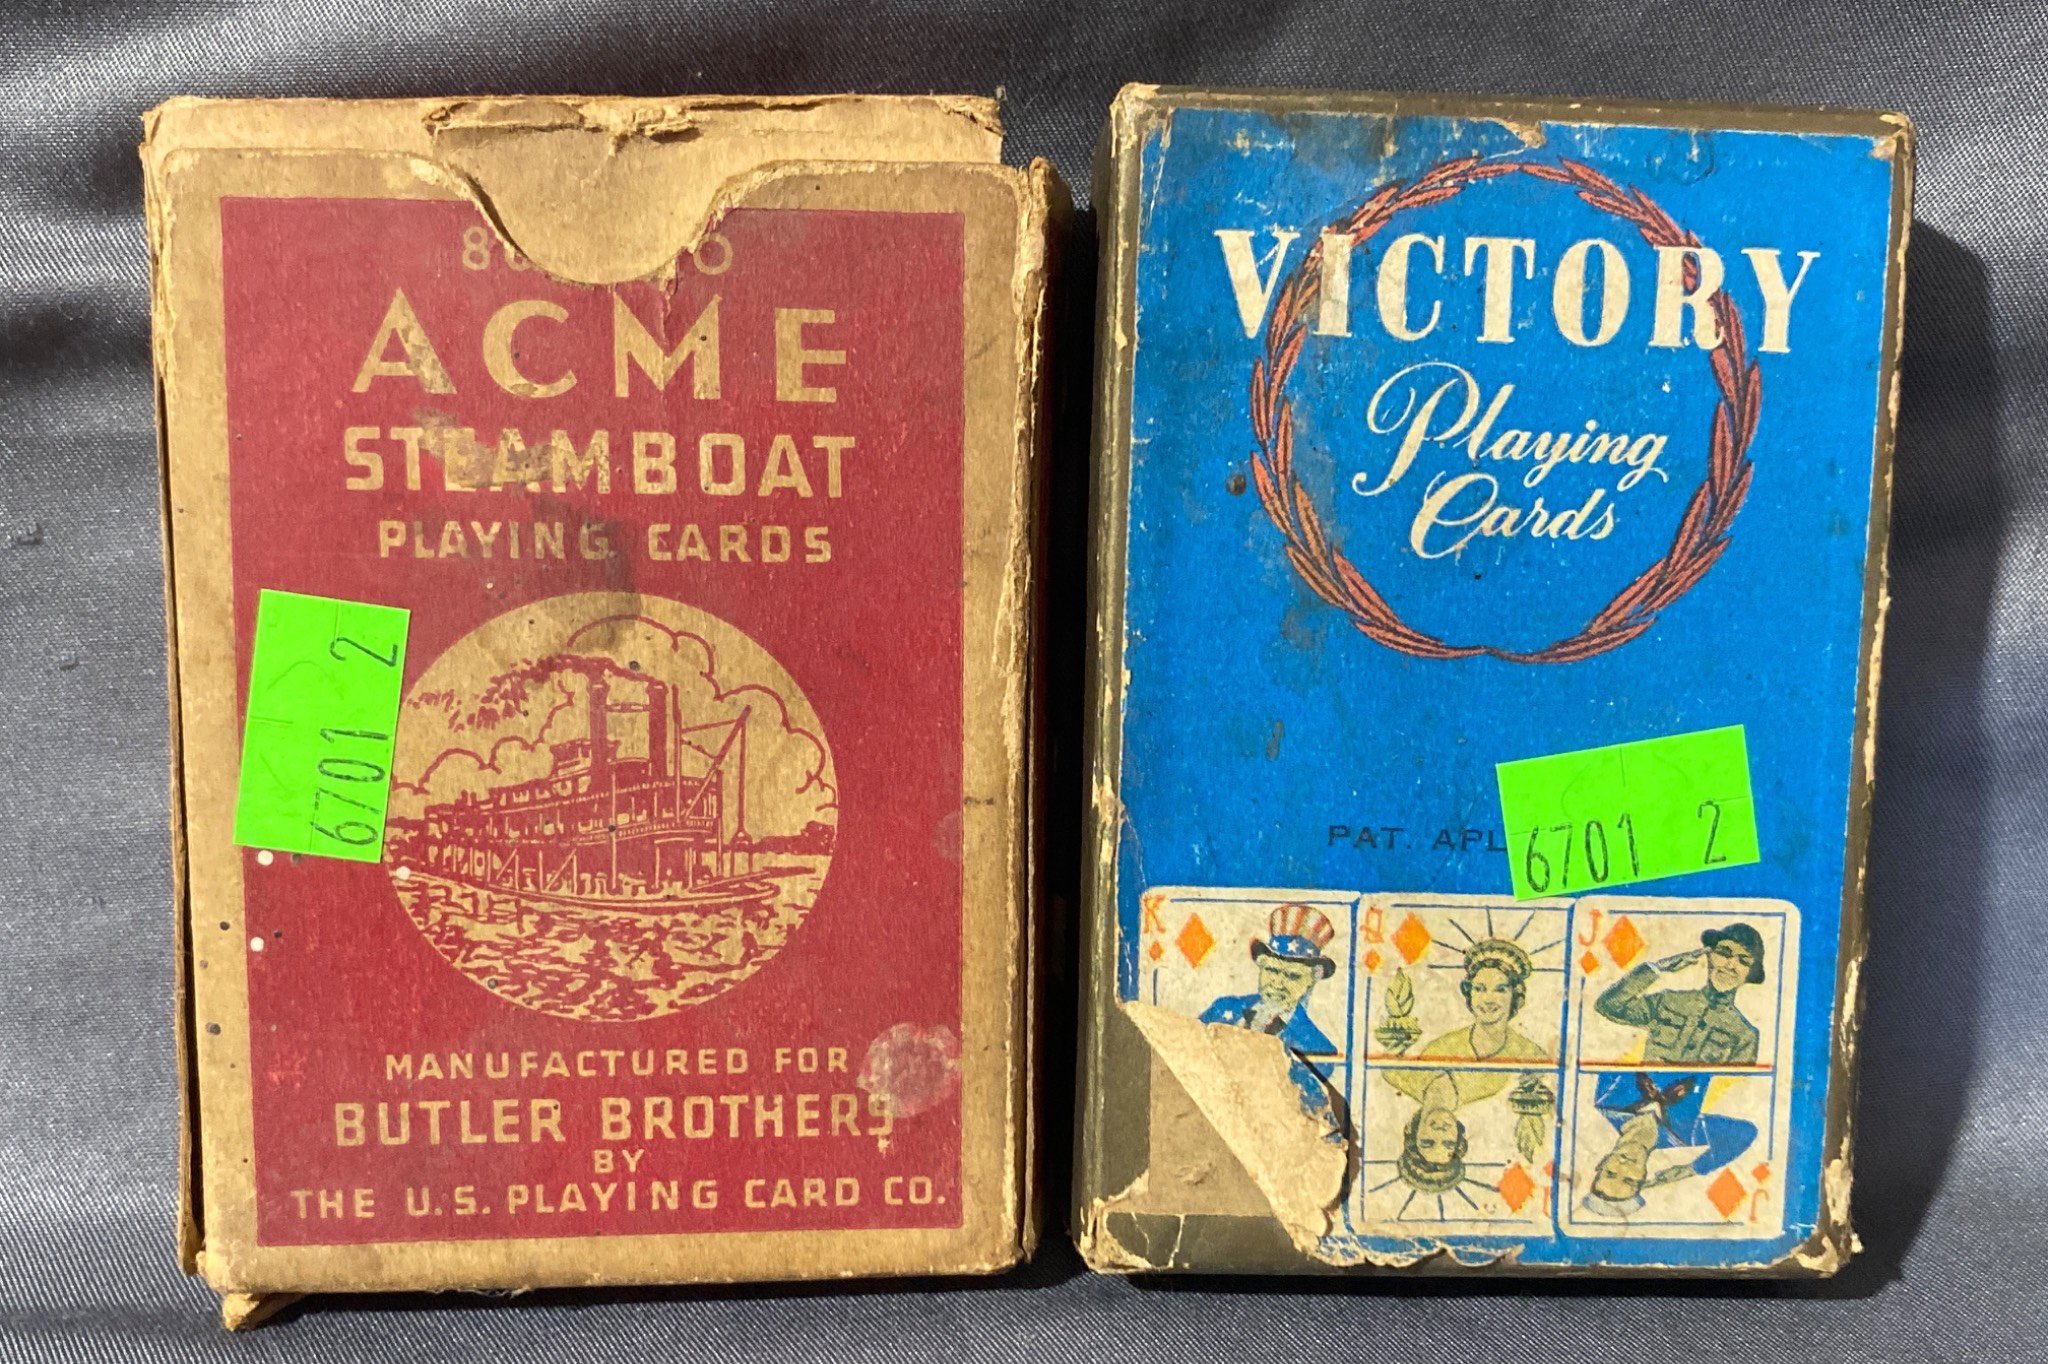 ACME
STEAMBOAT
PLAYING CARDS
6701 2
MANUFACTURED FOR
BUTLER BROTHERS
BY
THE U.S. PLAYING CARD CO.
VICTORY
Playing
Cards
PAT. APL
6701 2
K Q J
J